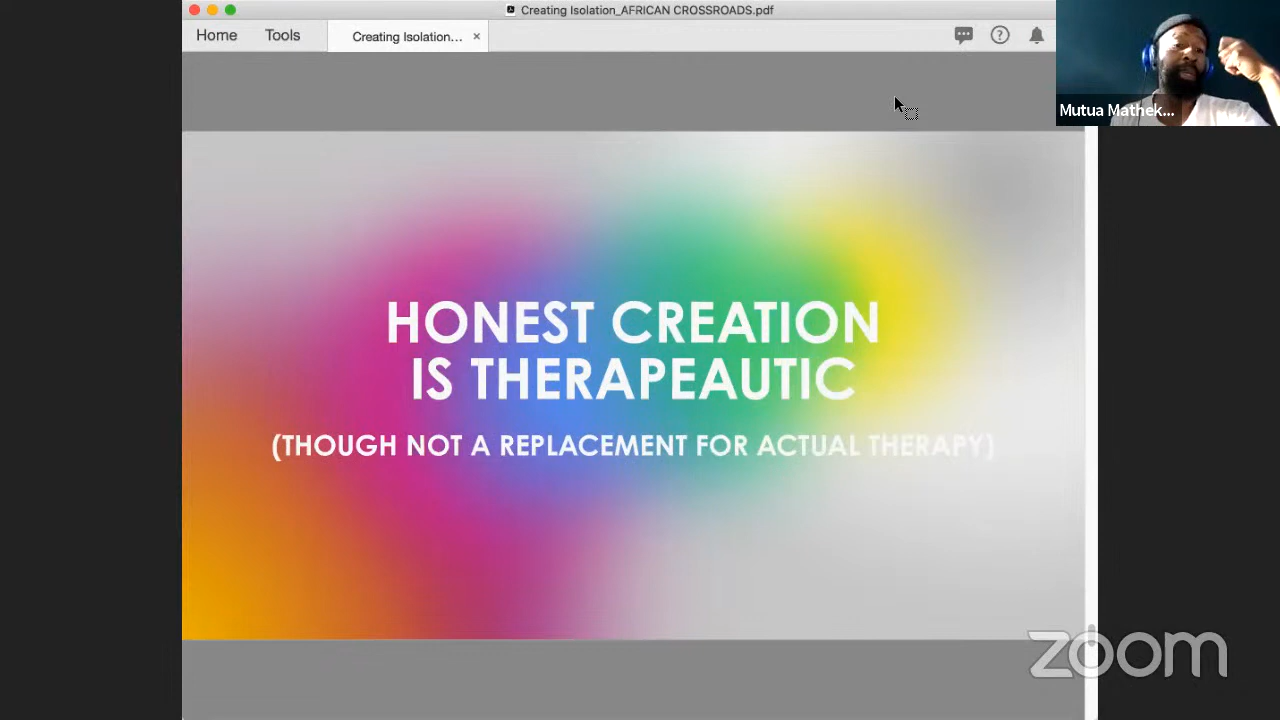 Creating Isolation_AFRICAN CROSSROADS.pdf
Home
Tools
Creating Isolation...
Mutua Mathek...
HONEST CREATION
IS THERAPEAUTIC
(THOUGH NOT A REPLACEMENT FOR ACTUAL THERAPY)
zoom